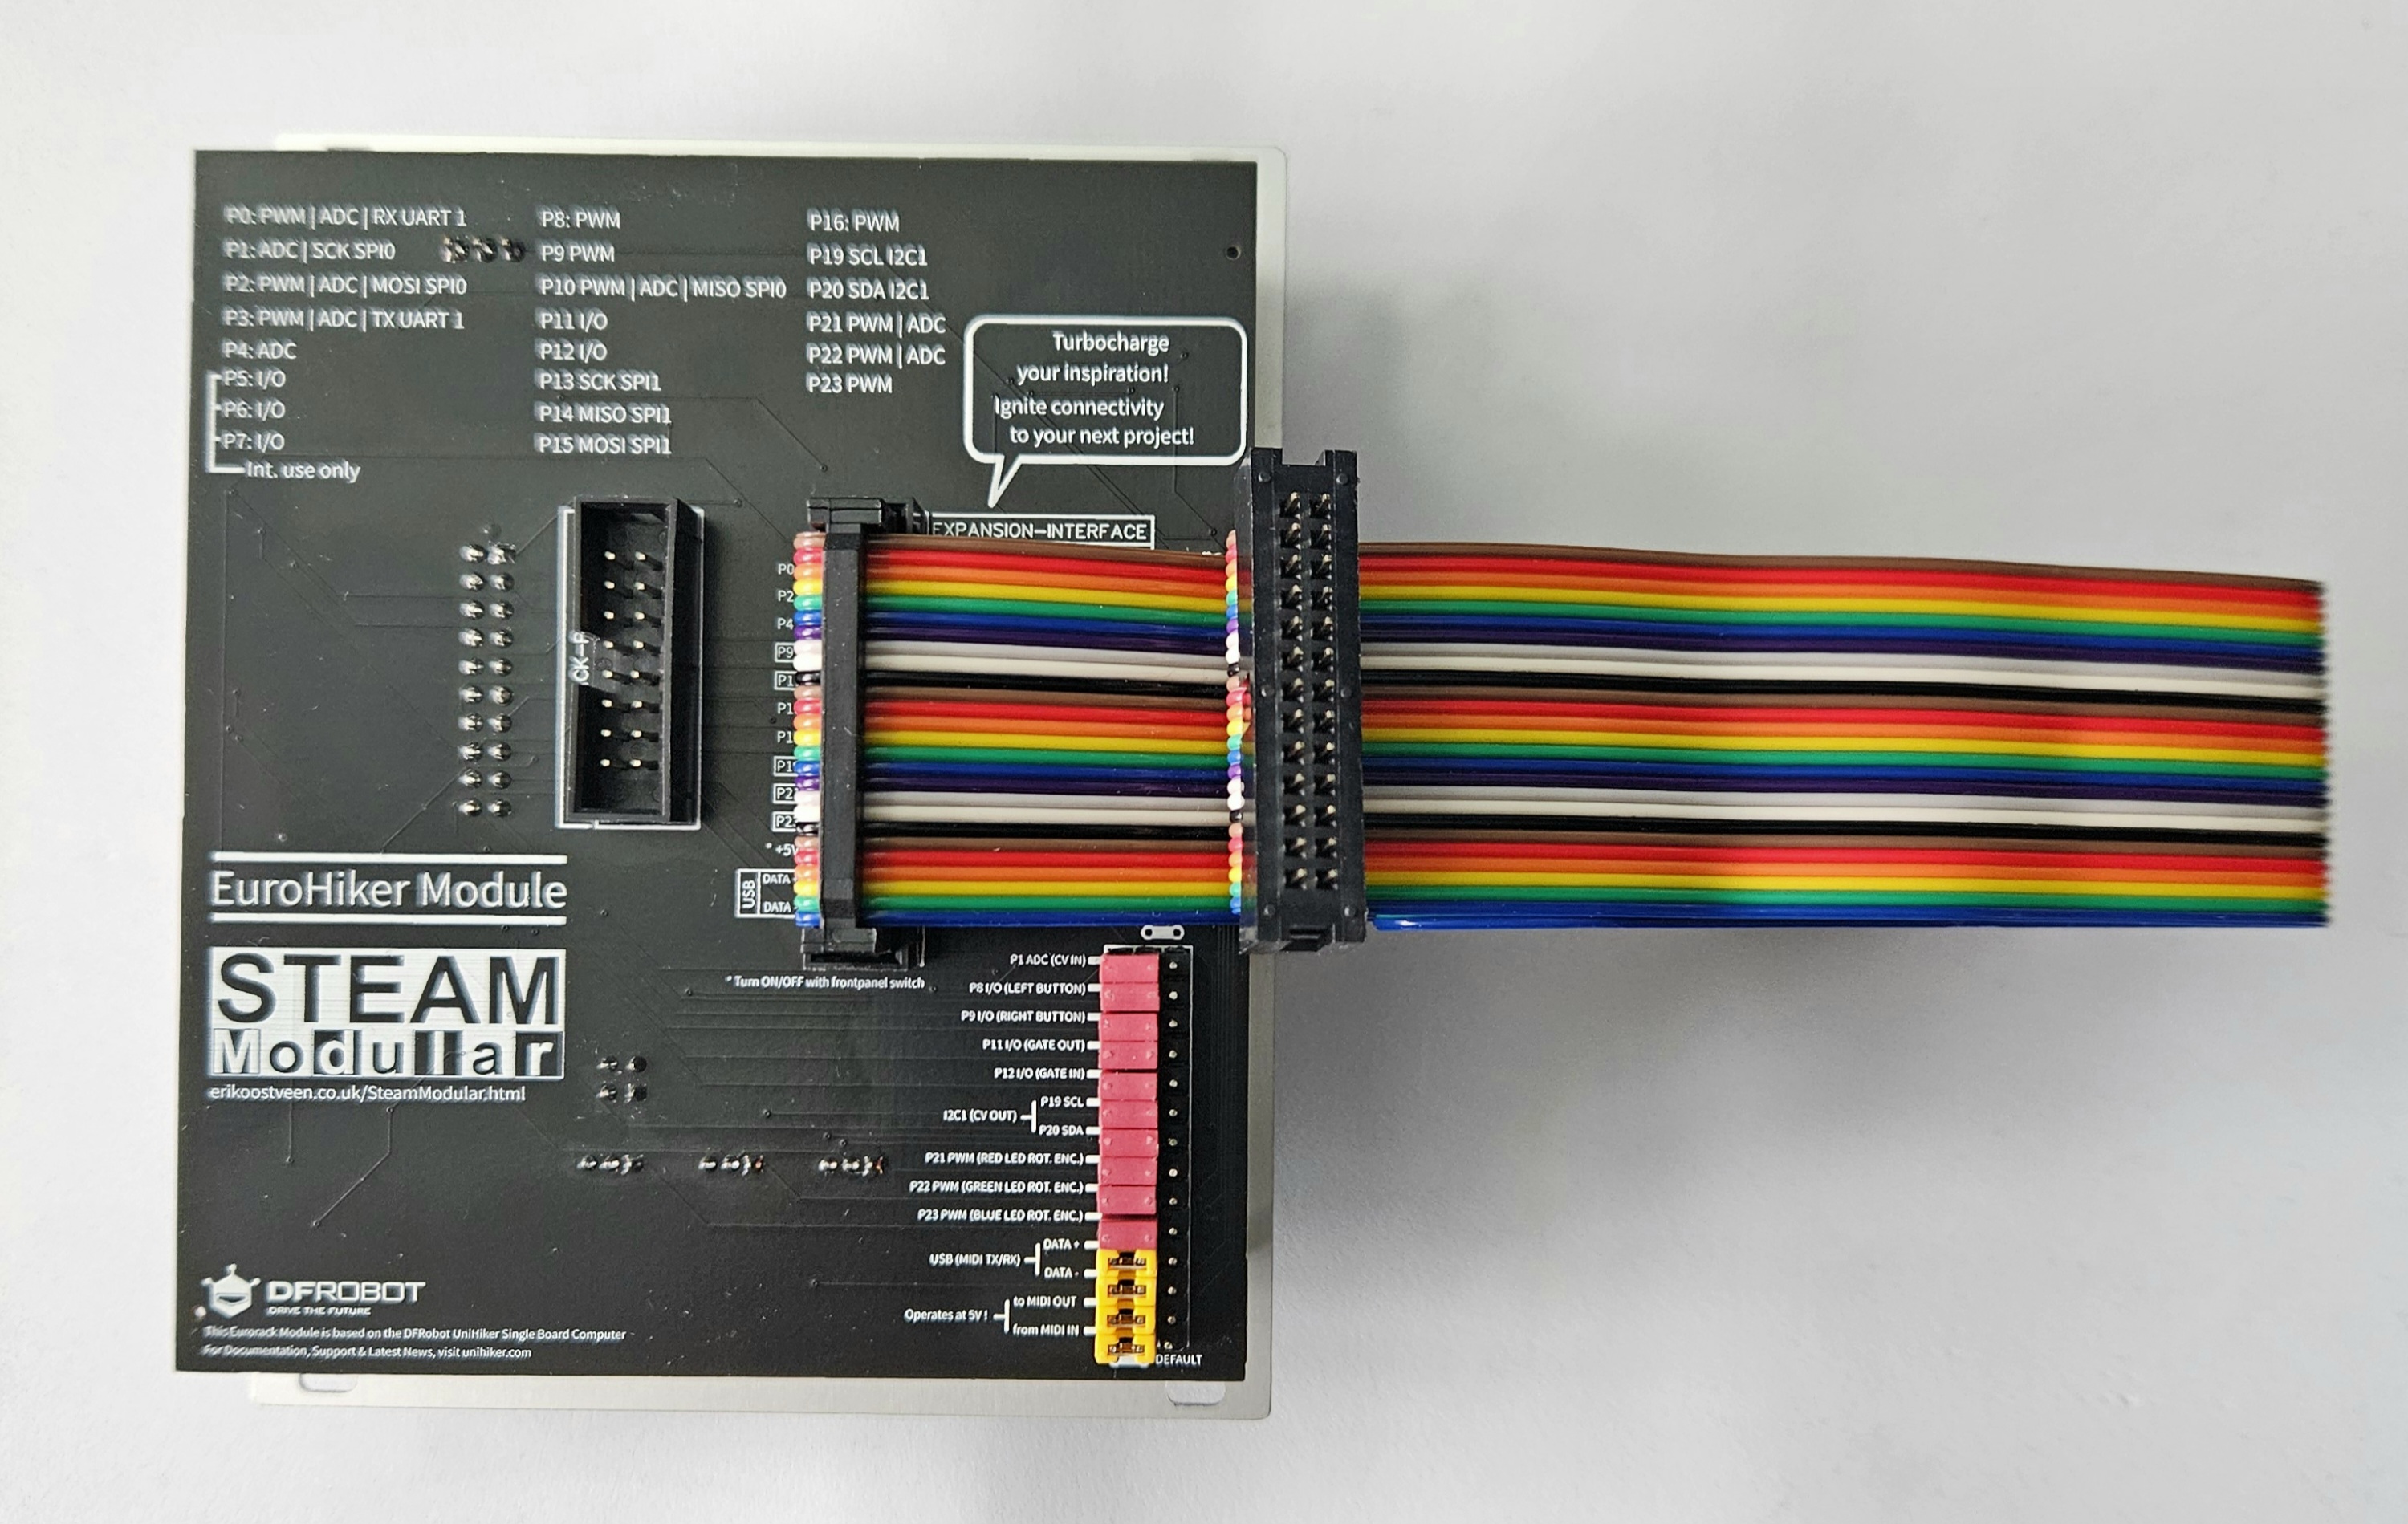 P0: PWM | ADC | RX UART 1
P1: ADC | SCK SPI0
P2: PWM | ADC | MOSI SPI0
P3: PWM | ADC | TX UART 1
P4: ADC
P5: I/O
P6: I/O
P7: I/O
Int. use only
P8: PWM
P9 PWM
P10 PWM | ADC | MISO SPI0
P11 I/O
P12 I/O
P13 SCK SPI1
P14 MISO SPI1
P15 MOSI SPI1
P16: PWM
P19 SCL I2C1
P20 SDA I2C1
P21 PWM | ADC
P22 PWM | ADC
P23 PWM
Turbocharge
your inspiration!
Ignite connectivity
to your next project!
EXPANSION-INTERFACE
P0
P2
P4
* +5V
USB
DATA
DATA
* Turn ON/OFF with frontpanel switch
EuroHiker Module
STEAM
Modular
erikoostveen.co.uk/SteamModular.html
P1 ADC (CV IN)
P8 I/O (LEFT BUTTON)
P9 I/O (RIGHT BUTTON)
P11 I/O (GATE OUT)
P12 I/O (GATE IN)
I2C1 (CV OUT)
P19 SCL
P20 SDA
P21 PWM (RED LED ROT. ENC.)
P22 PWM (GREEN LED ROT. ENC.)
P23 PWM (BLUE LED ROT. ENC.)
USB (MIDI TX/RX)
DATA +
DATA -
Operates at 5V !
to MIDI OUT
from MIDI IN
DEFAULT
DFROBOT
DRIVE THE FUTURE
This Eurorack Module is based on the DFRobot UniHiker Single Board Computer
For Documentation, Support & Latest News, visit unihiker.com